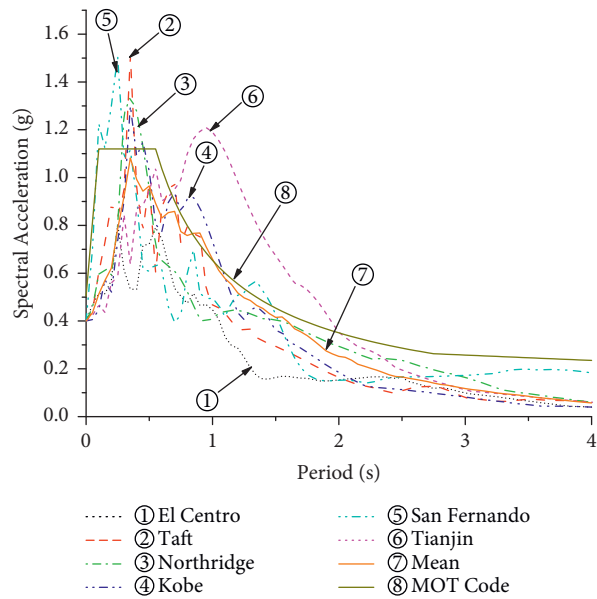 ⑤ ②
1.6
1.4
③
1.2
⑥
④
1.0
0.8
⑧
0.6
⑦
0.4
0.2
①
0.0
Spectral Acceleration (g)
0 1 2 3 4
Period (s)
① El Centro ⑤ San Fernando
② Taft ⑥ Tianjin
③ Northridge ⑦ Mean
④ Kobe ⑧ MOT Code